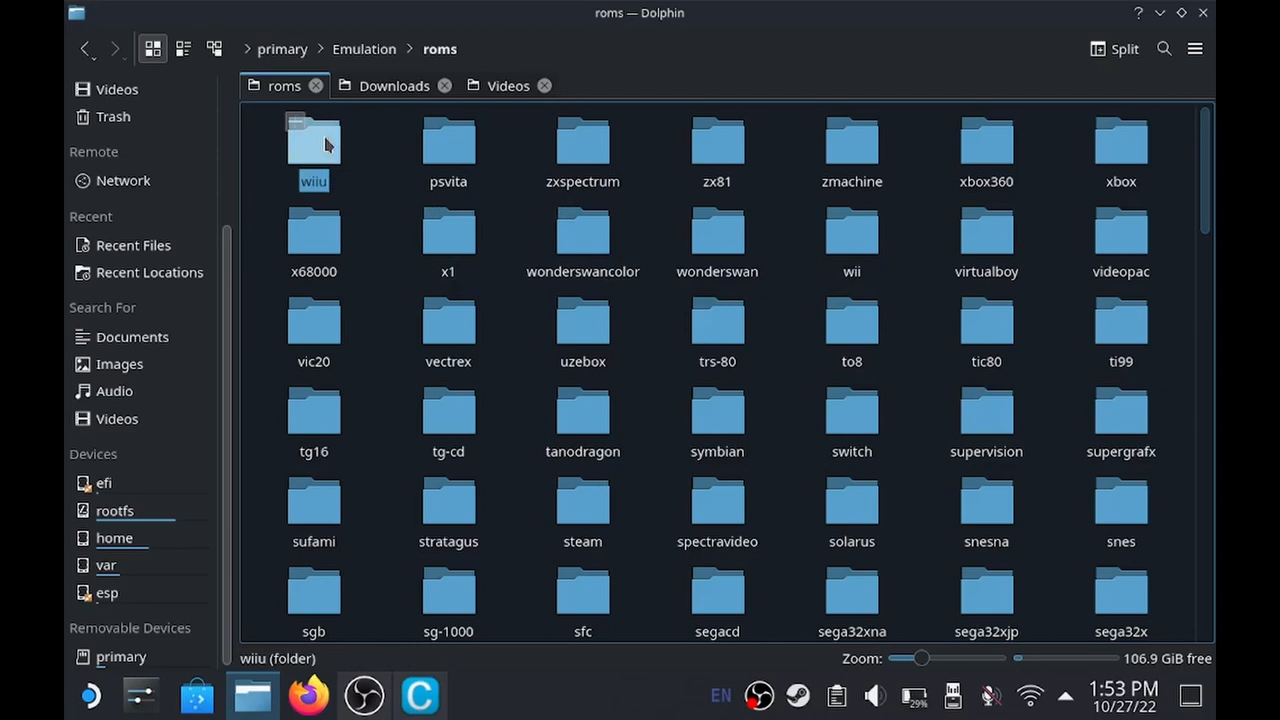 roms — Dolphin
primary Emulation roms
Split
roms Downloads Videos
Videos
Trash
Remote
Network
Recent
Recent Files
Recent Locations
Search For
Documents
Images
Audio
Videos
Devices
efi
rootfs
home
var
esp
Removable Devices
primary
wiiu psvita zxspectrum zx81 zmachine xbox360 xbox
x68000 x1 wonderswancolor wonderswan wii virtualboy videopac
vic20 vectrex uzebox trs-80 to8 tic80 ti99
tg16 tg-cd tanodragon symbian switch supervision supergrafx
sufami stratagus steam spectravideo solarus snesna snes
sgb sg-1000 sfc segacd sega32xna sega32xjp sega32x
wiiu (folder)
Zoom: 106.9 GiB free
EN 29% 1:53 PM
10/27/22